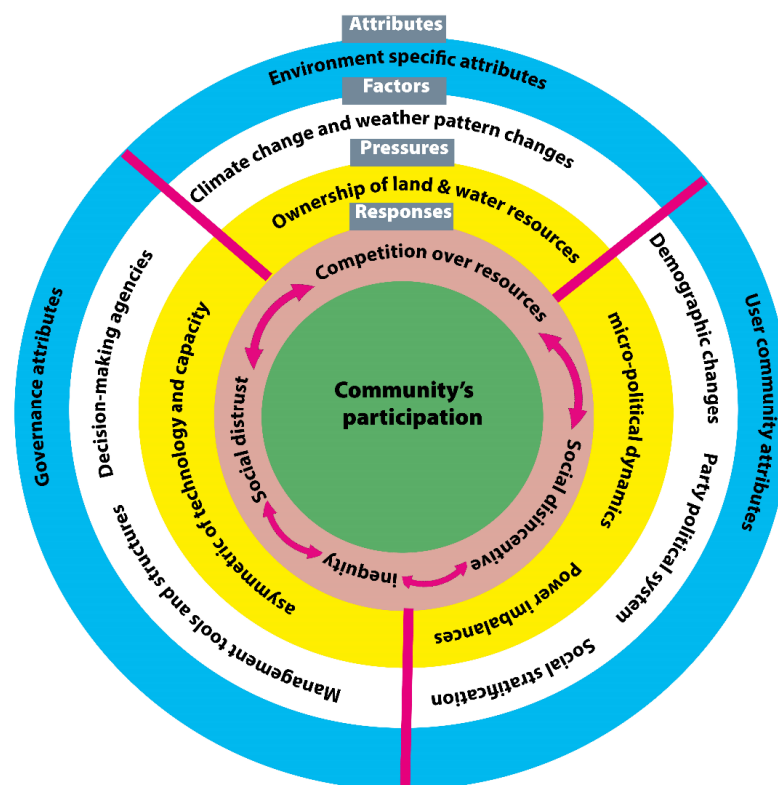 Attributes
Environment specific attributes
Factors
Climate change and weather pattern changes
Pressures
Ownership of land & water resources
Responses
Competition over resources
Governance attributes
Decision-making agencies
Management tools and structures
asymmetric of technology and capacity
Social distrust
inequity
Community's
participation
Social disincentive
Power imbalances
micro-political dynamics
Demographic changes
Party political system
Social stratification
User community attributes